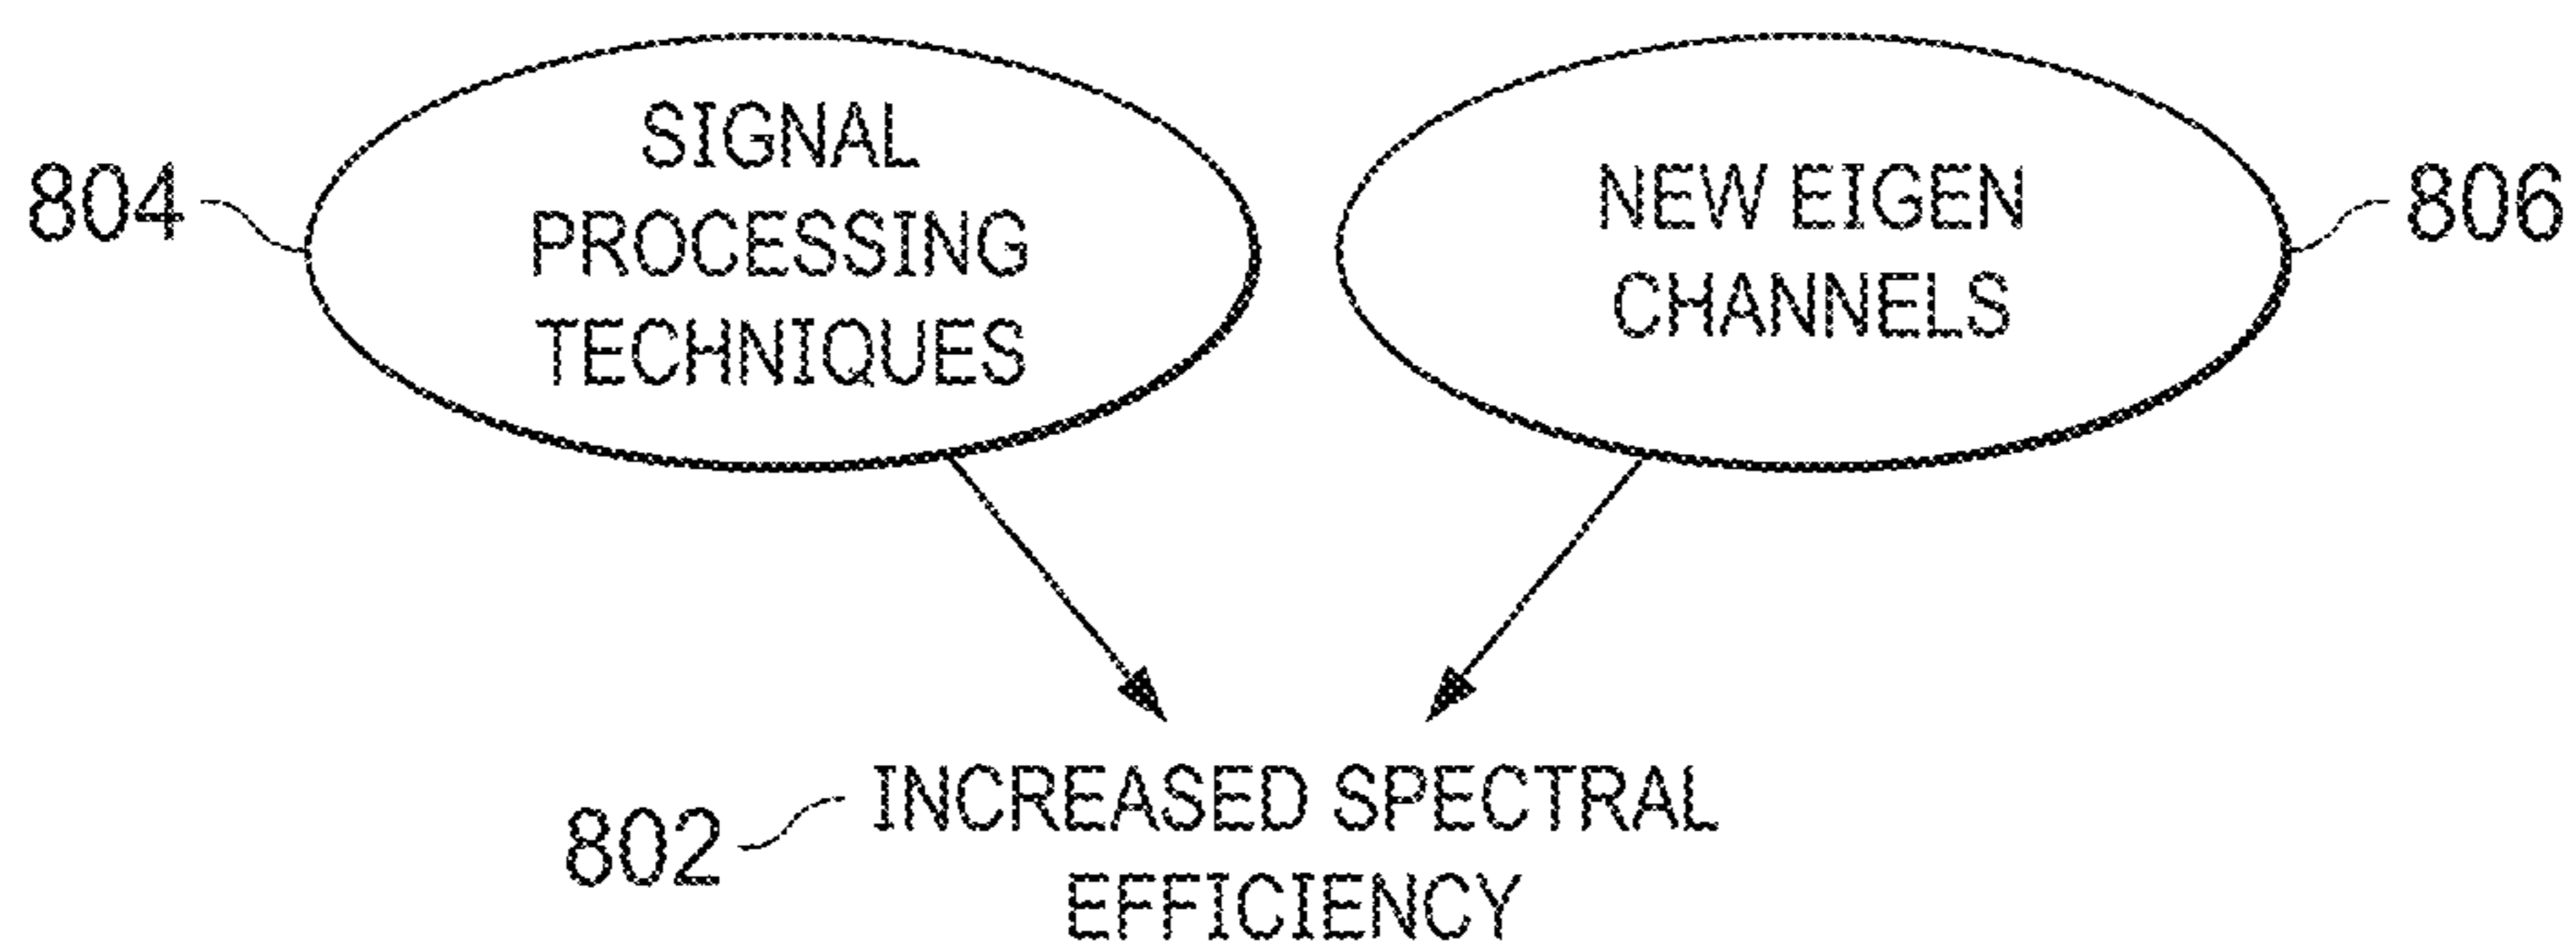 SIGNAL
PROCESSING
TECHNIQUES
804
NEW EIGEN
CHANNELS
806
802
INCREASED SPECTRAL
EFFICIENCY